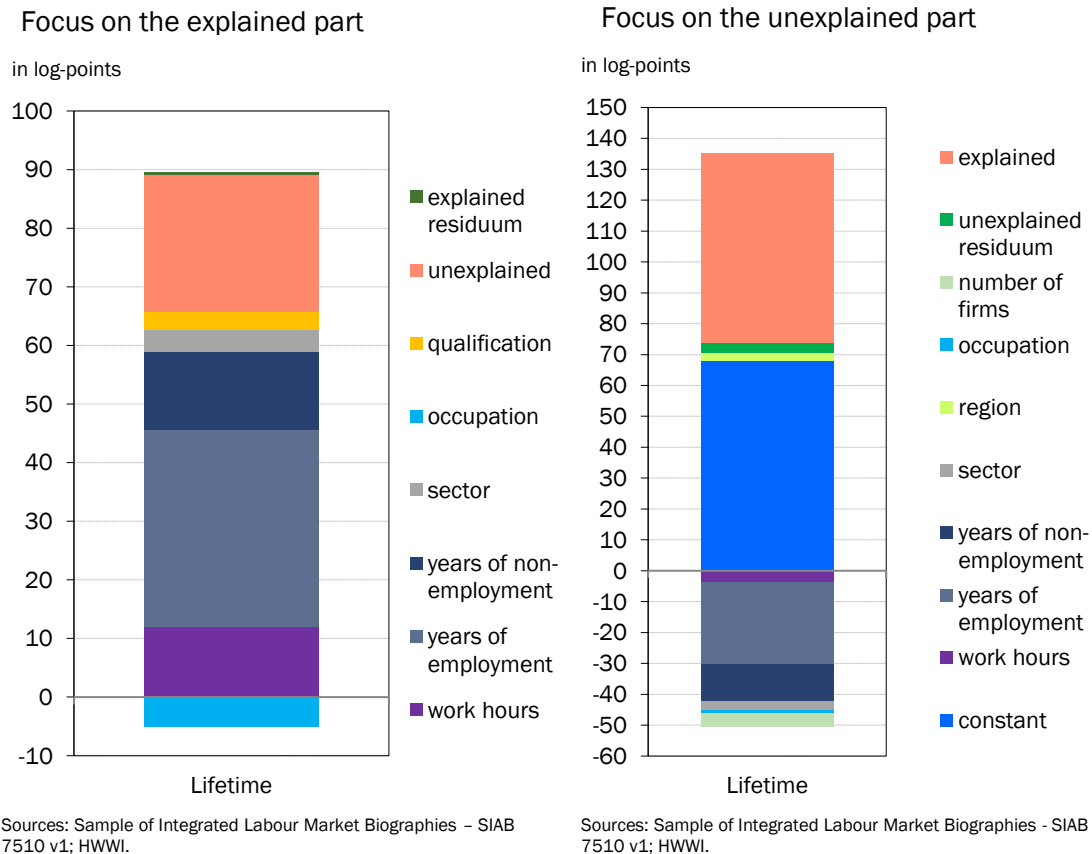 Focus on the explained part
in log-points
100
90
80
70
60
50
40
30
20
10
0
-10
Lifetime
explained
residuum
unexplained
qualification
occupation
sector
years of non-
employment
years of
employment
work hours
Sources: Sample of Integrated Labour Market Biographies – SIAB
7510 v1; HWWI.
Focus on the unexplained part
in log-points
150
140
130
120
110
100
90
80
70
60
50
40
30
20
10
0
-10
-20
-30
-40
-50
-60
Lifetime
explained
unexplained
residuum
number of
firms
occupation
region
sector
years of non-
employment
years of
employment
work hours
constant
Sources: Sample of Integrated Labour Market Biographies - SIAB
7510 v1; HWWI.